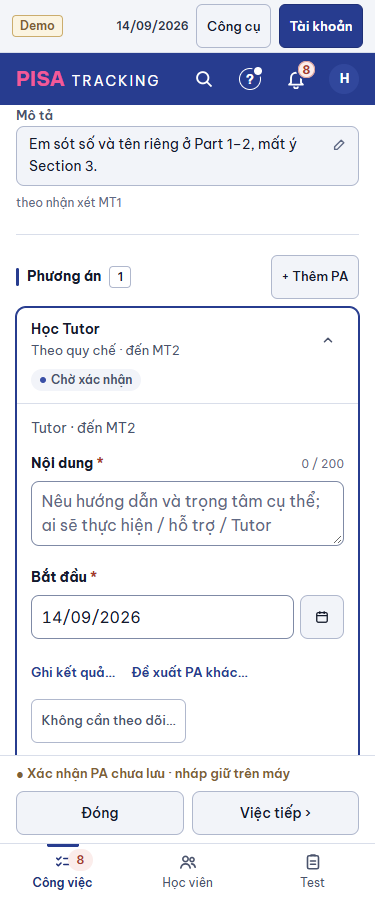 Demo
14/09/2026
Công cụ
Tài khoản
PISA TRACKING
?
8
H
Mô tả
Em sót số và tên riêng ở Part 1–2, mất ý
Section 3.
theo nhận xét MT1
Phương án 1
+ Thêm PA
Học Tutor
Theo quy chế · đến MT2
Chờ xác nhận
Tutor · đến MT2
Nội dung *
0 / 200
Nêu hướng dẫn và trọng tâm cụ thể;
ai sẽ thực hiện / hỗ trợ / Tutor
Bắt đầu *
14/09/2026
Ghi kết quả...
Đề xuất PA khác...
Không cần theo dõi...
● Xác nhận PA chưa lưu · nháp giữ trên máy
Đóng
Việc tiếp ›
8
Công việc
Học viên
Test